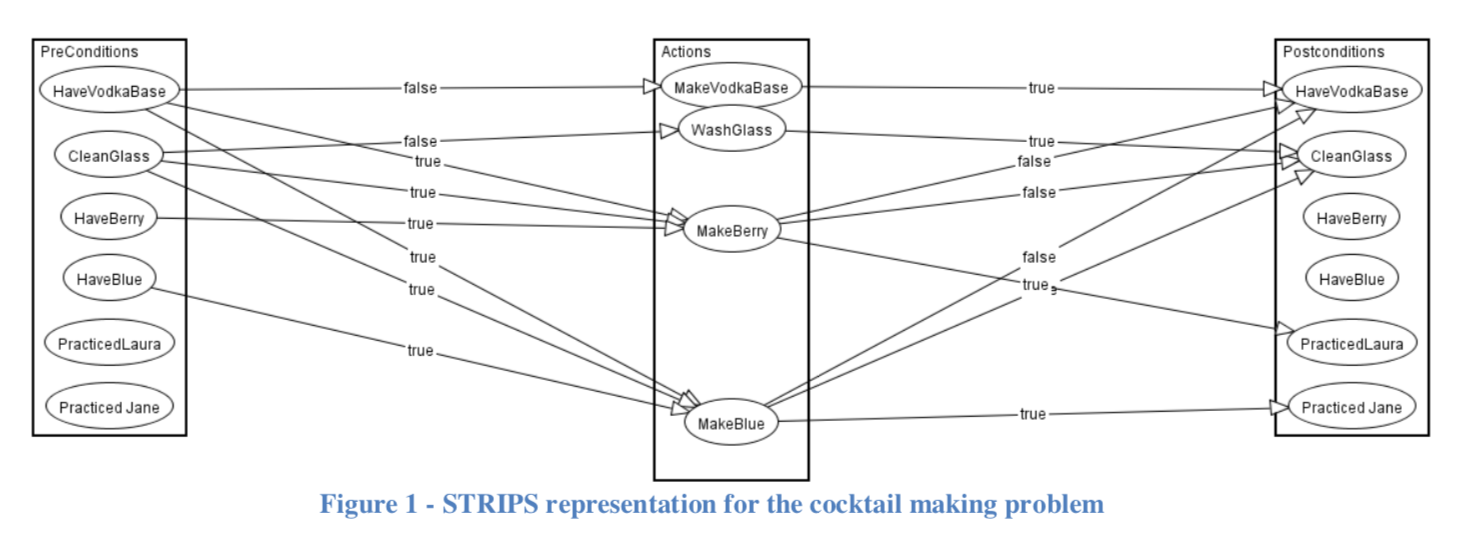 PreConditions
HaveVodkaBase
CleanGlass
HaveBerry
HaveBlue
PracticedLaura
Practiced Jane
false
false
true
true
true
true
true
true
Actions
MakeVodkaBase
WashGlass
MakeBerry
MakeBlue
true
true
false
false
false
true
true
Postconditions
HaveVodkaBase
CleanGlass
HaveBerry
HaveBlue
PracticedLaura
Practiced Jane
Figure 1 - STRIPS representation for the cocktail making problem